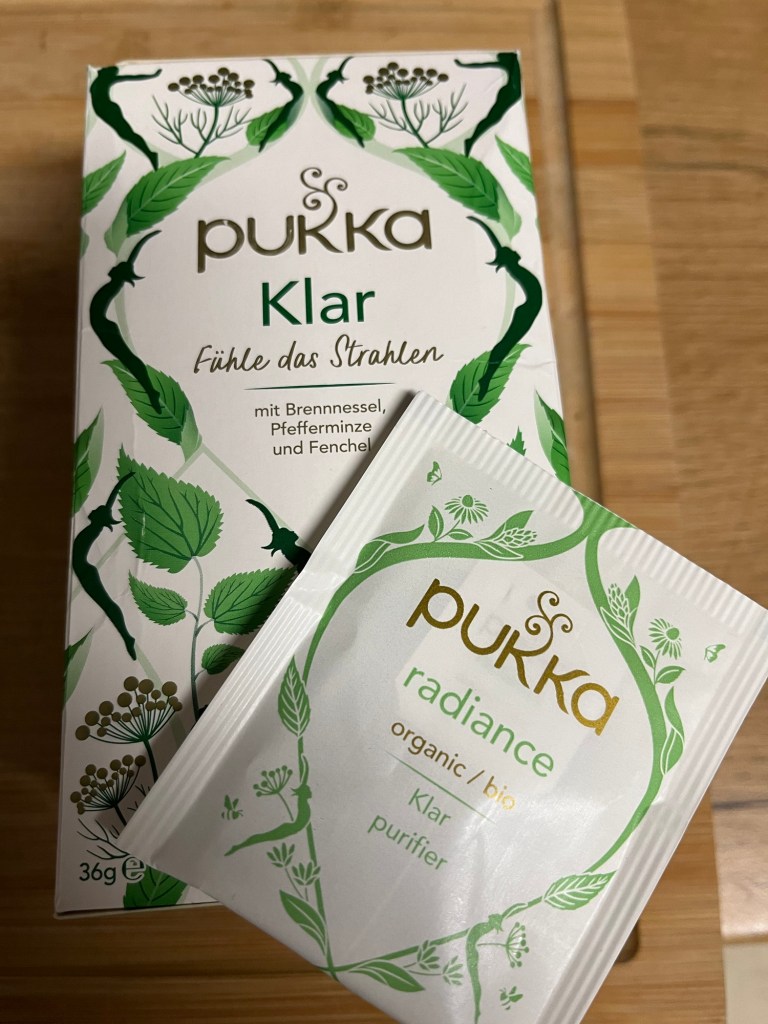 pukka
Klar
Fühle das Strahlen
mit Brennnessel,
Pfefferminze
und Fenchel
36g e
pukka
radiance
organic / bio
Klar
purifier